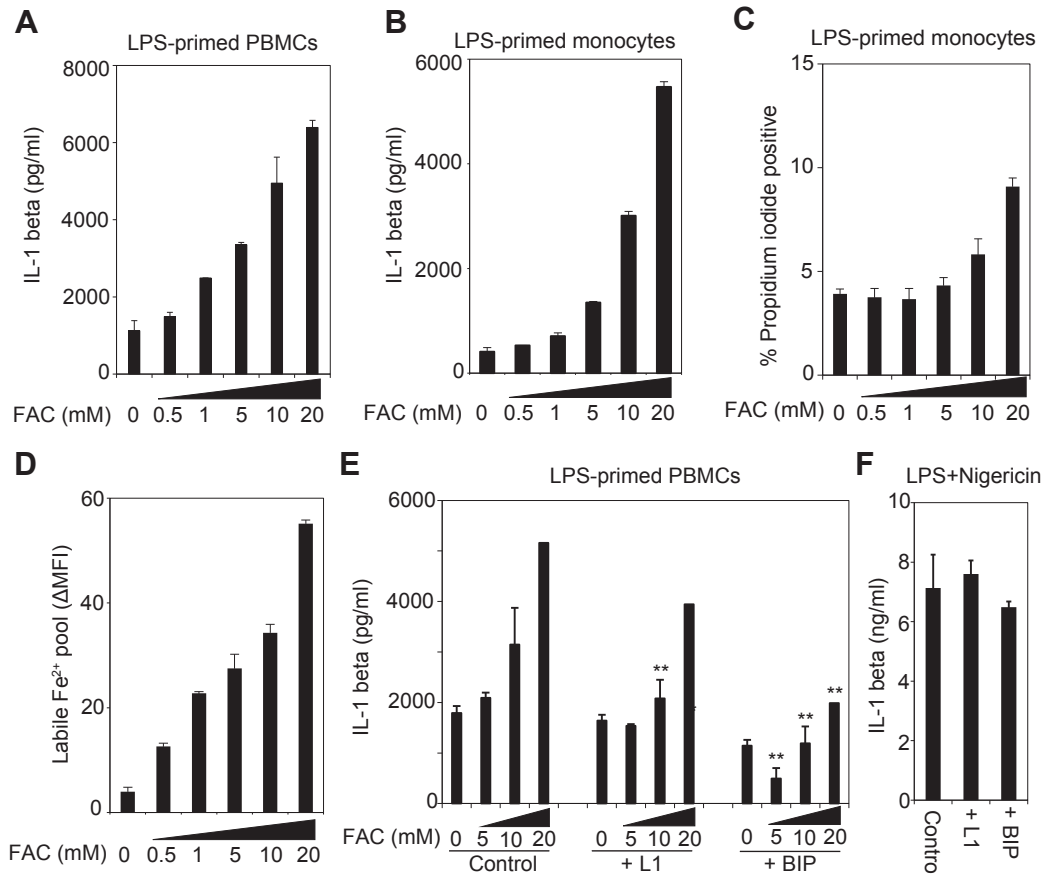 A
LPS-primed PBMCs
IL-1 beta (pg/ml)
8000
6000
4000
2000
0
FAC (mM) 0 0.5 1 5 10 20
B
LPS-primed monocytes
IL-1 beta (pg/ml)
6000
4000
2000
0
FAC (mM) 0 0.5 1 5 10 20
C
LPS-primed monocytes
% Propidium iodide positive
15
10
5
0
FAC (mM) 0 0.5 1 5 10 20
D
Labile Fe²⁺ pool (ΔMFI)
60
40
20
0
FAC (mM) 0 0.5 1 5 10 20
E
LPS-primed PBMCs
IL-1 beta (pg/ml)
6000
4000
2000
0
**
**
**
**
FAC (mM) 0 5 10 20 0 5 10 20 0 5 10 20
Control + L1 + BIP
F
LPS+Nigericin
IL-1 beta (ng/ml)
10
8
6
4
2
0
Contro
+ L1
+ BIP